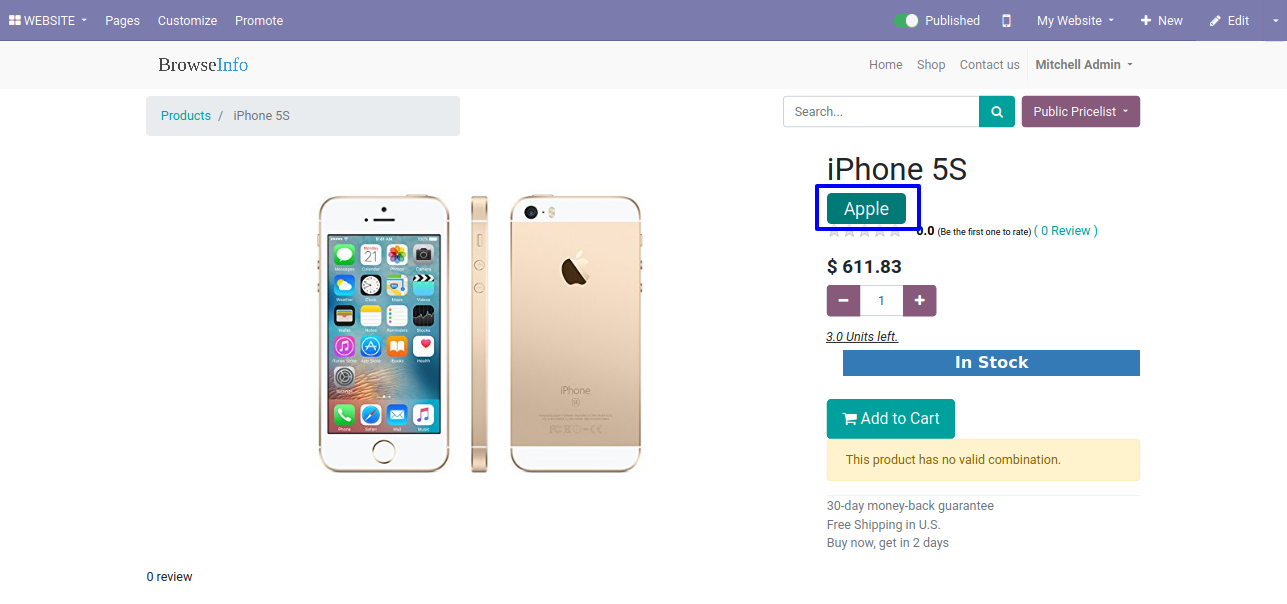 WEBSITE Pages Customize Promote Published My Website New Edit
BrowseInfo Home Shop Contact us Mitchell Admin
Products / iPhone 5S Search... Public Pricelist
iPhone 5S
Apple
0.0 (Be the first one to rate) ( 0 Review )
$ 611.83
1
3.0 Units left.
In Stock
Add to Cart
This product has no valid combination.
30-day money-back guarantee
Free Shipping in U.S.
Buy now, get in 2 days
iPhone
0 review